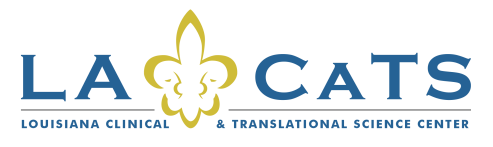 LA CaTS
LOUISIANA CLINICAL & TRANSLATIONAL SCIENCE CENTER